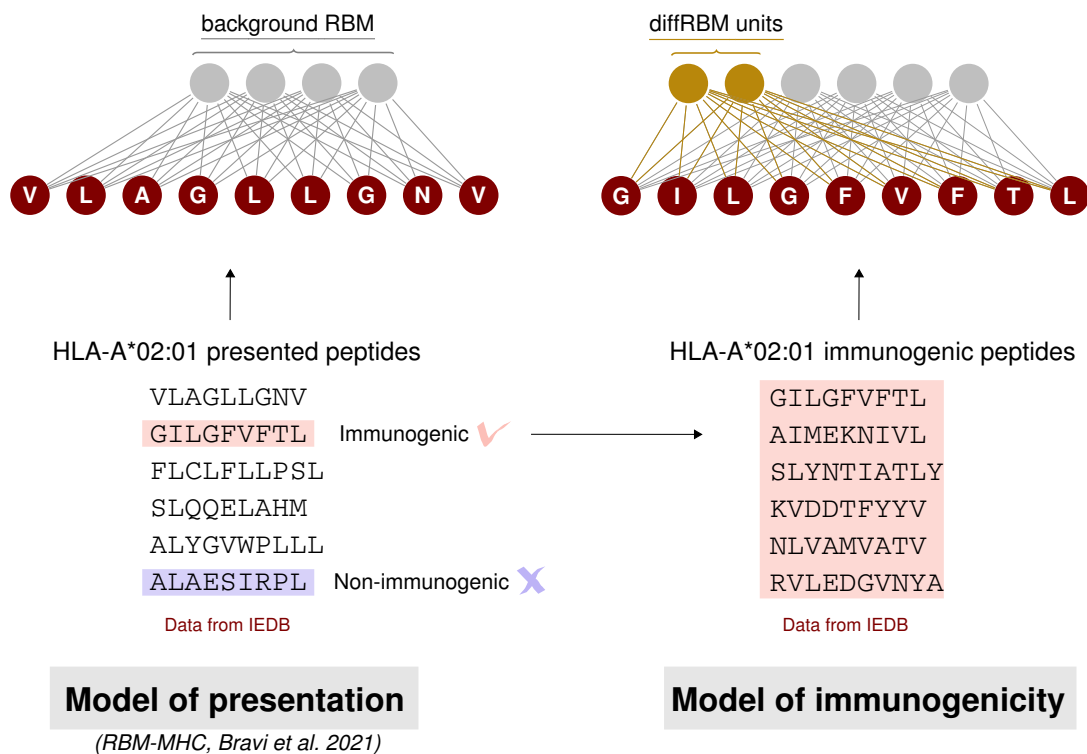 background RBM
diffRBM units
V L A G L L G N V
G I L G F V F T L
HLA-A*02:01 presented peptides
VLAGLLGNV
GILGFVFTL Immunogenic
FLCLFLLPSL
SLQQELAHM
ALYGVWPLLL
ALAESIRPL Non-immunogenic
Data from IEDB
HLA-A*02:01 immunogenic peptides
GILGFVFTL
AIMEKNIVL
SLYNTIATLY
KVDDTFYYV
NLVAMVATV
RVLEDGVNYA
Data from IEDB
Model of presentation
(RBM-MHC, Bravi et al. 2021)
Model of immunogenicity